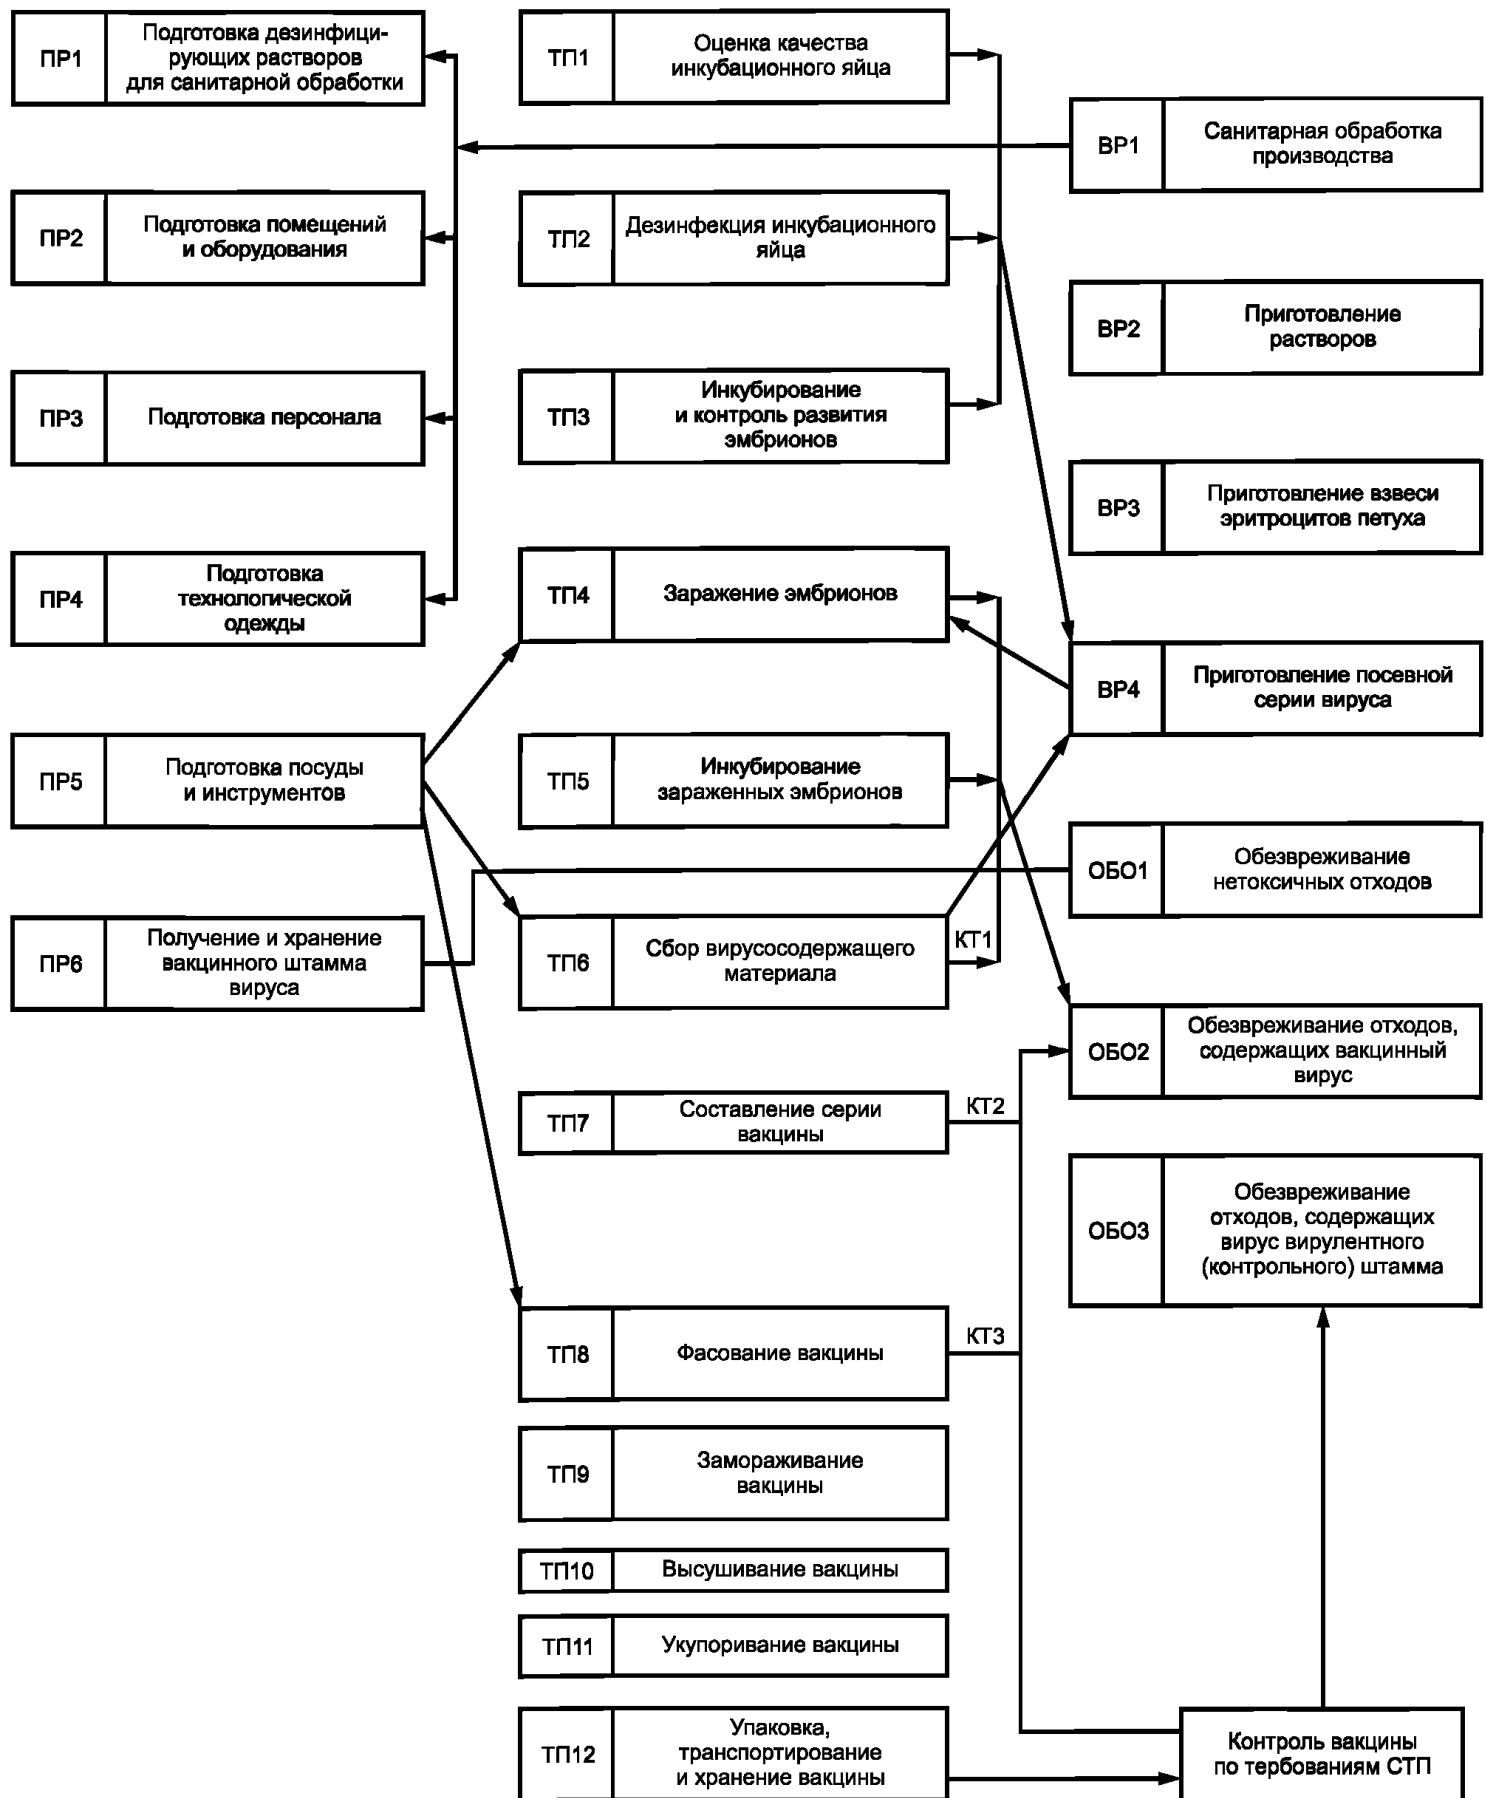 ПР1
Подготовка дезинфици-
рующих растворов
для санитарной обработки
ПР2
Подготовка помещений
и оборудования
ПР3
Подготовка персонала
ПР4
Подготовка
технологической
одежды
ПР5
Подготовка посуды
и инструментов
ПР6
Получение и хранение
вакцинного штамма
вируса
ТП1
Оценка качества
инкубационного яйца
ТП2
Дезинфекция инкубационного
яйца
ТП3
Инкубирование
и контроль развития
эмбрионов
ТП4
Заражение эмбрионов
ТП5
Инкубирование
зараженных эмбрионов
ТП6
Сбор вирусосодержащего
материала
КТ1
ТП7
Составление серии
вакцины
КТ2
ТП8
Фасование вакцины
КТ3
ТП9
Замораживание
вакцины
ТП10
Высушивание вакцины
ТП11
Укупоривание вакцины
ТП12
Упаковка,
транспортирование
и хранение вакцины
ВР1
Санитарная обработка
производства
ВР2
Приготовление
растворов
ВР3
Приготовление взвеси
эритроцитов петуха
ВР4
Приготовление посевной
серии вируса
ОБО1
Обезвреживание
нетоксичных отходов
ОБО2
Обезвреживание отходов,
содержащих вакцинный
вирус
ОБО3
Обезвреживание
отходов, содержащих
вирус вирулентного
(контрольного) штамма
Контроль вакцины
по тербованиям СТП